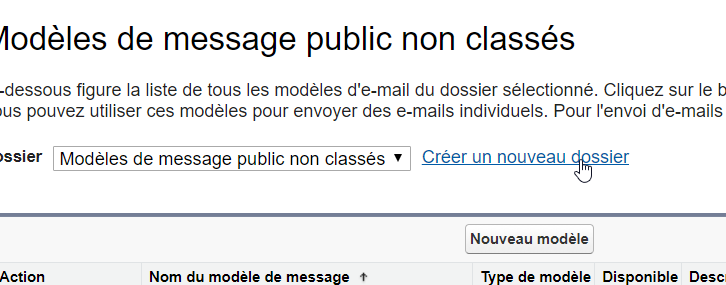 Modèles de message public non classés
-dessous figure la liste de tous les modèles d'e-mail du dossier sélectionné. Cliquez sur le b
ous pouvez utiliser ces modèles pour envoyer des e-mails individuels. Pour l'envoi d'e-mails
ossier Modèles de message public non classés ▼ Créer un nouveau dossier
Nouveau modèle
Action Nom du modèle de message ↑ Type de modèle Disponible Descr